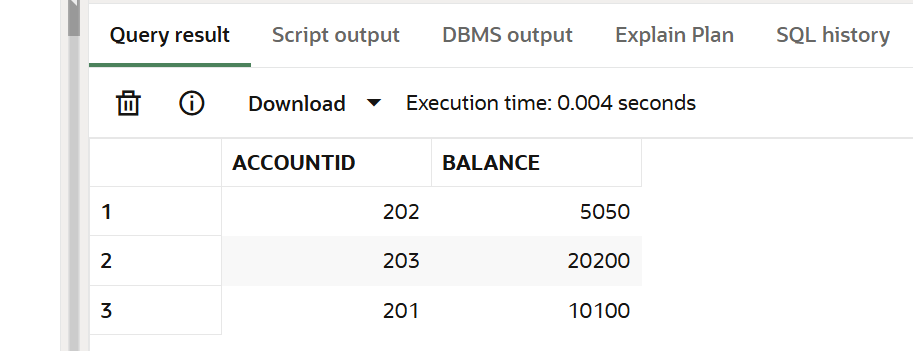 Query result Script output DBMS output Explain Plan SQL history
Download Execution time: 0.004 seconds
ACCOUNTID BALANCE
1 202 5050
2 203 20200
3 201 10100